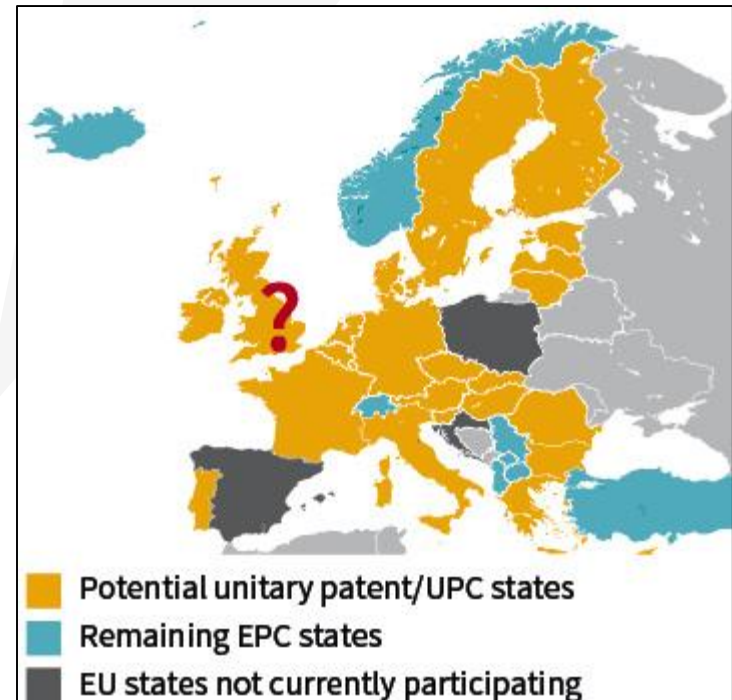 ?
Potential unitary patent/UPC states
Remaining EPC states
EU states not currently participating